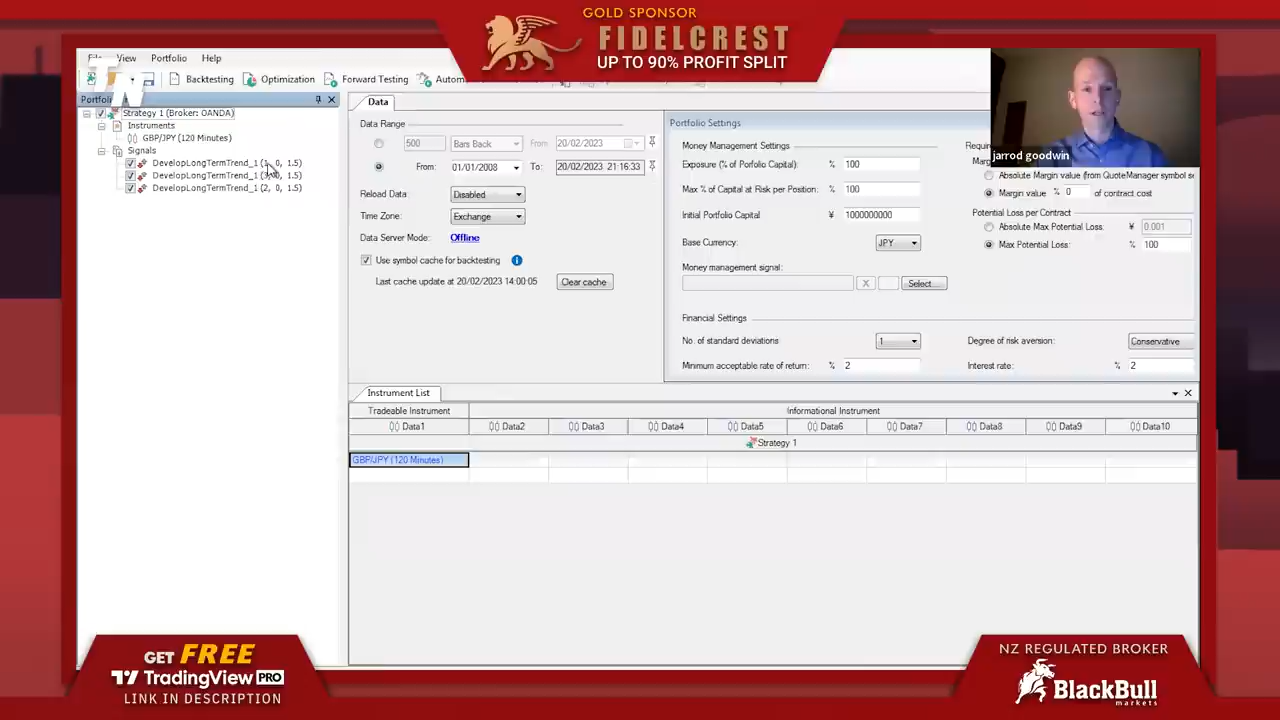 GOLD SPONSOR
FIDELCREST
UP TO 90% PROFIT SPLIT
View Portfolio Help
Backtesting Optimization Forward Testing
TN
jarrod goodwin
Strategy 1 (Broker: OANDA)
Instruments
GBP/JPY (120 Minutes)
Signals
DevelopLongTermTrend_1
DevelopLongTermTrend_1
DevelopLongTermTrend_1 (2, 0, 1.5)
Data
Data Range
500 Bars Back From: 20/02/2023
From: 01/01/2008 To: 20/02/2023 21:16:33
Reload Data: Disabled
Time Zone: Exchange
Data Server Mode: Offline
Use symbol cache for backtesting
Last cache update at 20/02/2023 14:00:05 Clear cache
Portfolio Settings
Money Management Settings
Exposure (% of Porfolio Capital): % 100
Max % of Capital at Risk per Position: % 100
Initial Portfolio Capital ¥ 1000000000
Base Currency: JPY
Money management signal:
X Select...
Absolute Margin value (from QuoteManager symbol
Margin value % 0 of contract cost
Potential Loss per Contract
Absolute Max Potential Loss: ¥ 0.001
Max Potential Loss: % 100
Financial Settings
No. of standard deviations 1 Degree of risk aversion: Conservative
Minimum acceptable rate of return: % 2 Interest rate: % 2
Instrument List
Tradeable Instrument Informational Instrument
Data1 Data2 Data3 Data4 Data5 Data6 Data7 Data8 Data9 Data10
Strategy 1
GBP/JPY (120 Minutes)
GET FREE
TradingView PRO
LINK IN DESCRIPTION
NZ REGULATED BROKER
BlackBull
markets